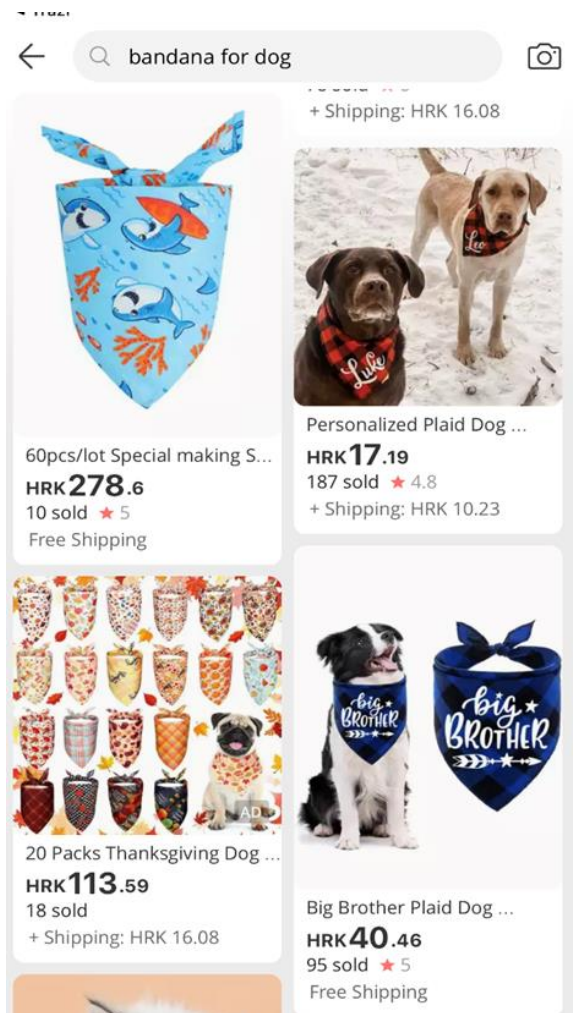 bandana for dog
+ Shipping: HRK 16.08
Leo
Luke
Personalized Plaid Dog ...
HRK17.19
187 sold ★ 4.8
+ Shipping: HRK 10.23
60pcs/lot Special making S...
HRK278.6
10 sold ★ 5
Free Shipping
AD
20 Packs Thanksgiving Dog ...
HRK113.59
18 sold
+ Shipping: HRK 16.08
big
BROTHER
big
BROTHER
Big Brother Plaid Dog ...
HRK40.46
95 sold ★ 5
Free Shipping